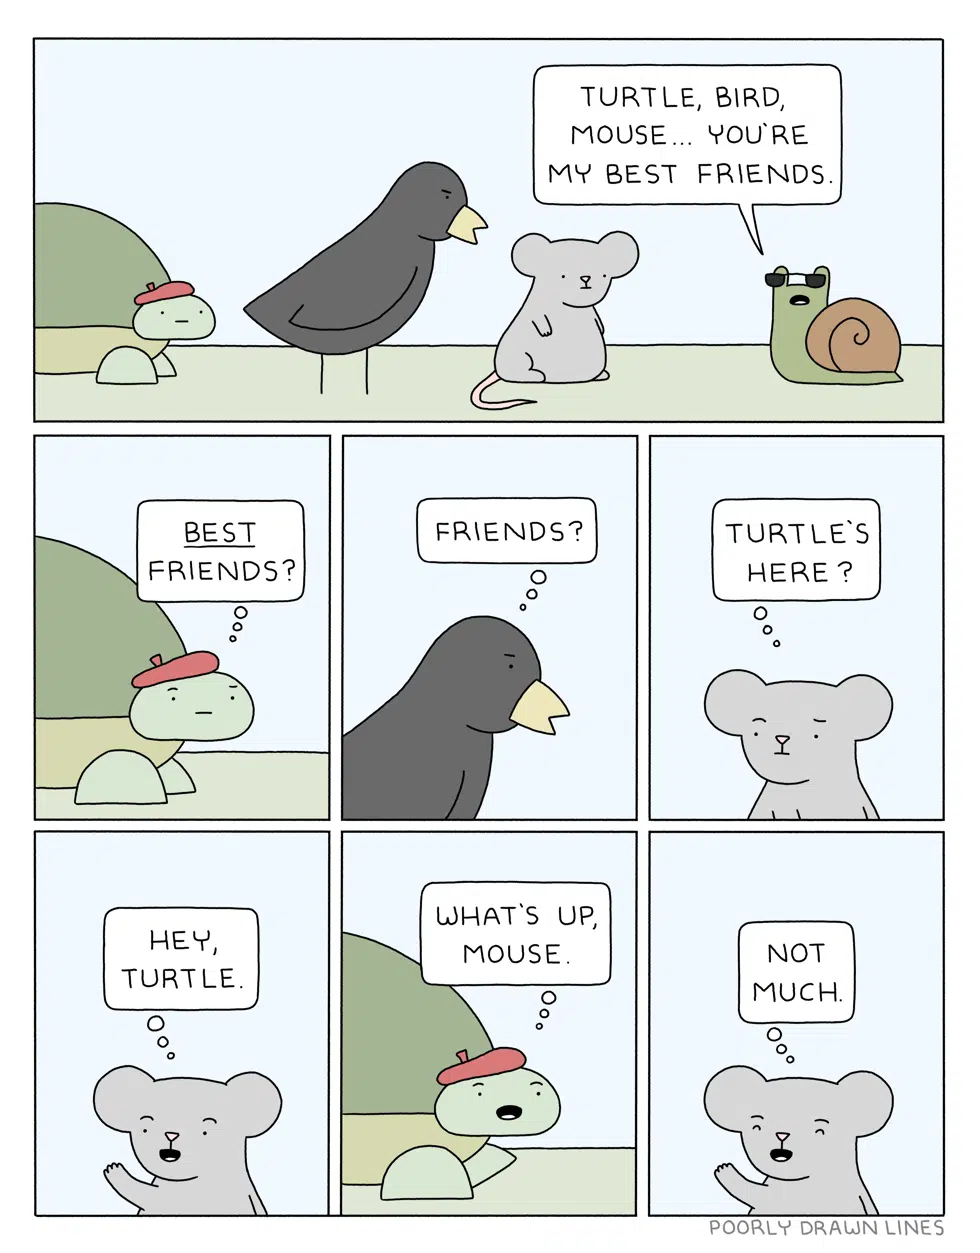 TURTLE, BIRD,
MOUSE... YOU'RE
MY BEST FRIENDS.
BEST
FRIENDS?
FRIENDS?
TURTLE'S
HERE?
HEY,
TURTLE.
WHAT'S UP,
MOUSE.
NOT
MUCH.
POORLY DRAWN LINES